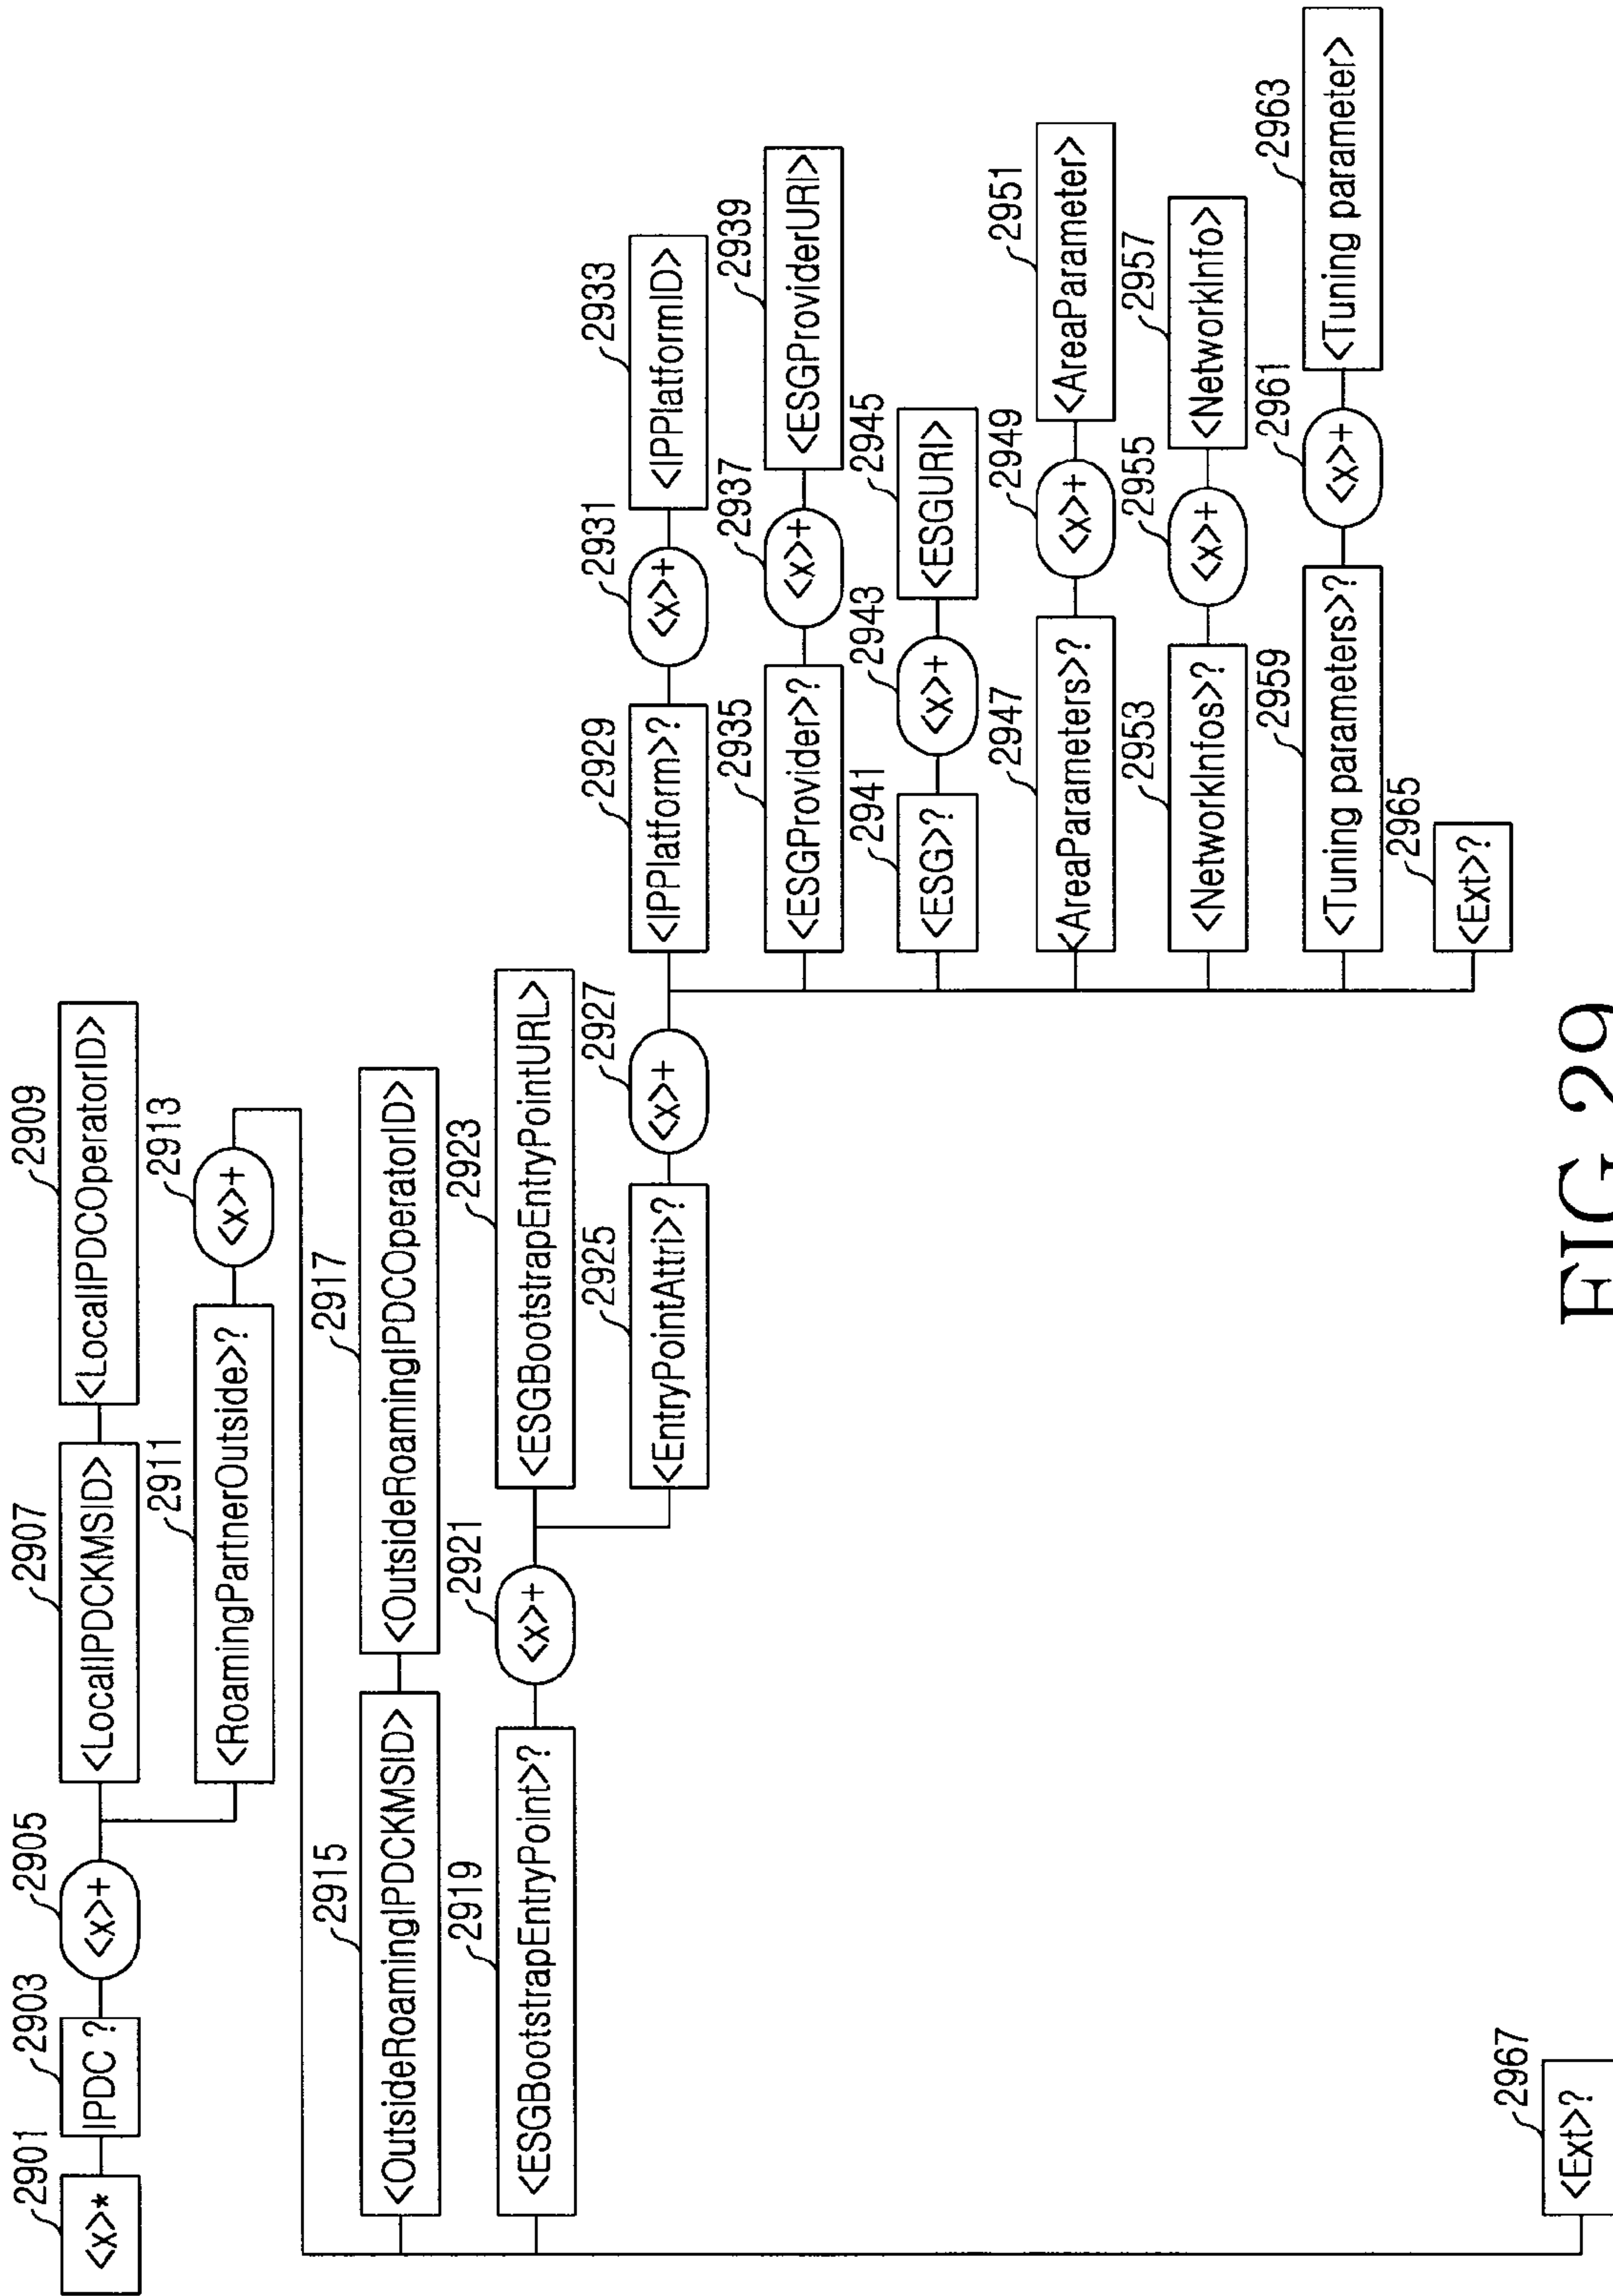 2901
<x>*
2903
IPDC ?
2905
<x>+
2907
<LocalIPDCKMSID>
2909
<LocalIPDCOperatorID>
2911
<RoamingPartnerOutside>?
2913
<x>+
2915
<OutsideRoamingIPDCKMSID>
2917
<OutsideRoamingIPDCOperatorID>
2919
<ESGBootstrapEntryPoint>?
2921
<x>+
2923
<ESGBootstrapEntryPointURL>
2925
<EntryPointAttri>?
2927
<x>+
2929
<IPPlatform>?
2931
<x>+
2933
<IPPlatformID>
2935
<ESGProvider>?
2937
<x>+
2939
<ESGProviderURI>
2941
<ESG>?
2943
<x>+
2945
<ESGURI>
2947
<AreaParameters>?
2949
<x>+
2951
<AreaParameter>
2953
<NetworkInfos>?
2955
<x>+
2957
<NetworkInfo>
2959
<Tuning parameters>?
2961
<x>+
2963
<Tuning parameter>
2965
<Ext>?
2967
<Ext>?
FIG 29